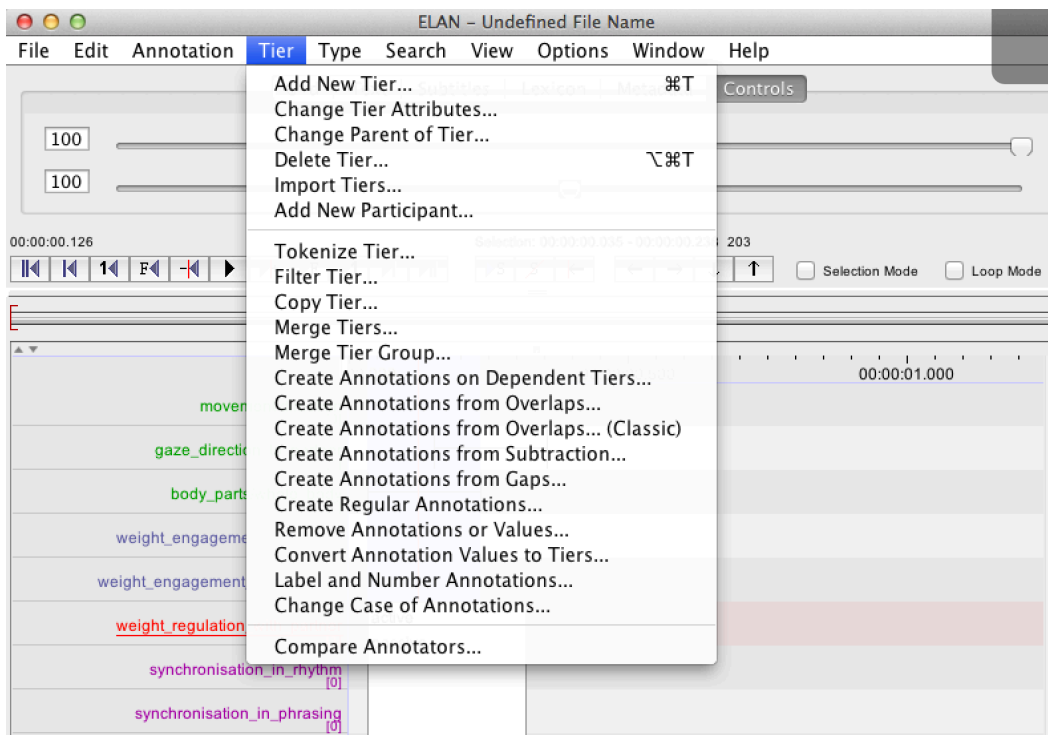 ELAN – Undefined File Name
File Edit Annotation Tier Type Search View Options Window Help
Add New Tier... ⌘T
Change Tier Attributes...
Change Parent of Tier...
Delete Tier... ⌥⌘T
Import Tiers...
Add New Participant...
Tokenize Tier...
Filter Tier...
Copy Tier...
Merge Tiers...
Merge Tier Group...
Create Annotations on Dependent Tiers...
Create Annotations from Overlaps...
Create Annotations from Overlaps... (Classic)
Create Annotations from Subtraction...
Create Annotations from Gaps...
Create Regular Annotations...
Remove Annotations or Values...
Convert Annotation Values to Tiers...
Label and Number Annotations...
Change Case of Annotations...
Compare Annotators...
Controls
100
100
00:00:00.126
203
1 F
Selection Mode Loop Mode
00:00:01.000
gaze_directio
body_parts
weight_engageme
weight_engagement
weight_regulation
synchronisation_in_rhythm
[0]
synchronisation_in_phrasing
[0]